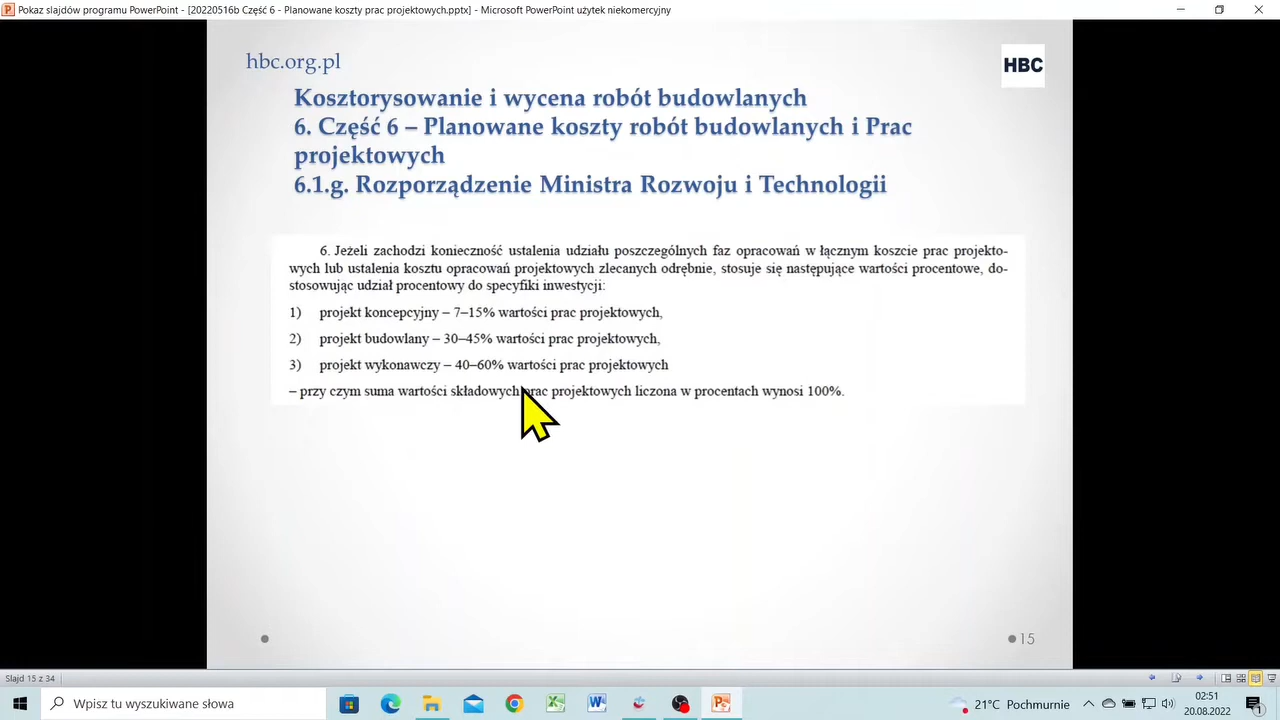 Pokaz slajdów programu PowerPoint - [20220516b Część 6 - Planowane koszty prac projektowych.pptx] - Microsoft PowerPoint użytek niekomercyjny
hbc.org.pl
HBC
Kosztorysowanie i wycena robót budowlanych
6. Część 6 – Planowane koszty robót budowlanych i Prac
projektowych
6.1.g. Rozporządzenie Ministra Rozwoju i Technologii
6. Jeżeli zachodzi konieczność ustalenia udziału poszczególnych faz opracowań w łącznym koszcie prac projekto-
wych lub ustalenia kosztu opracowań projektowych zlecanych odrębnie, stosuje się następujące wartości procentowe, do-
stosowując udział procentowy do specyfiki inwestycji:
1) projekt koncepcyjny – 7–15% wartości prac projektowych,
2) projekt budowlany – 30–45% wartości prac projektowych,
3) projekt wykonawczy – 40–60% wartości prac projektowych
– przy czym suma wartości składowych prac projektowych liczona w procentach wynosi 100%.
15
Slajd 15 z 34
Wpisz tu wyszukiwane słowa
21°C Pochmurnie
02:51
20.08.2022
1